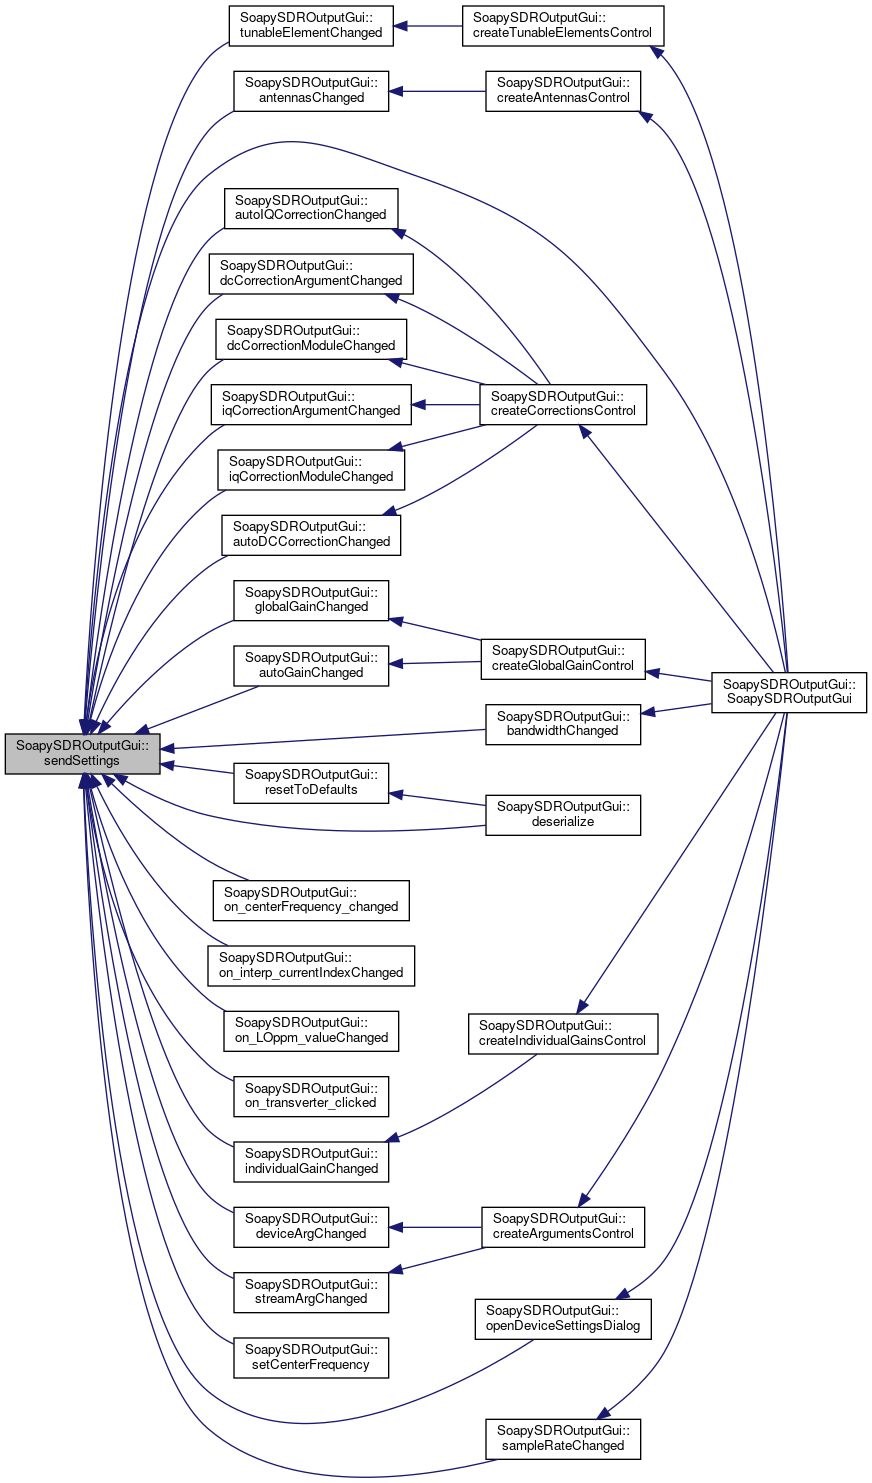 SoapySDROutputGui::
tunableElementChanged
SoapySDROutputGui::
createTunableElementsControl
SoapySDROutputGui::
antennasChanged
SoapySDROutputGui::
createAntennasControl
SoapySDROutputGui::
autoIQCorrectionChanged
SoapySDROutputGui::
dcCorrectionArgumentChanged
SoapySDROutputGui::
dcCorrectionModuleChanged
SoapySDROutputGui::
iqCorrectionArgumentChanged
SoapySDROutputGui::
createCorrectionsControl
SoapySDROutputGui::
iqCorrectionModuleChanged
SoapySDROutputGui::
autoDCCorrectionChanged
SoapySDROutputGui::
globalGainChanged
SoapySDROutputGui::
createGlobalGainControl
SoapySDROutputGui::
autoGainChanged
SoapySDROutputGui::
SoapySDROutputGui
SoapySDROutputGui::
bandwidthChanged
SoapySDROutputGui::
sendSettings
SoapySDROutputGui::
resetToDefaults
SoapySDROutputGui::
deserialize
SoapySDROutputGui::
on_centerFrequency_changed
SoapySDROutputGui::
on_interp_currentIndexChanged
SoapySDROutputGui::
on_LOppm_valueChanged
SoapySDROutputGui::
createIndividualGainsControl
SoapySDROutputGui::
on_transverter_clicked
SoapySDROutputGui::
individualGainChanged
SoapySDROutputGui::
deviceArgChanged
SoapySDROutputGui::
createArgumentsControl
SoapySDROutputGui::
streamArgChanged
SoapySDROutputGui::
openDeviceSettingsDialog
SoapySDROutputGui::
setCenterFrequency
SoapySDROutputGui::
sampleRateChanged